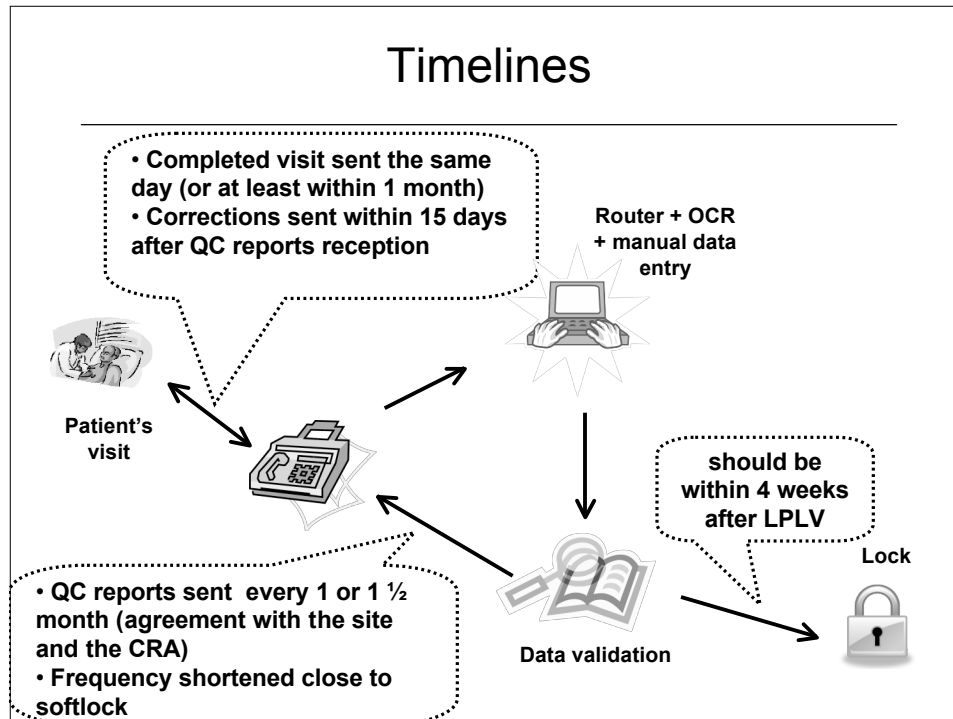 Timelines
• Completed visit sent the same
day (or at least within 1 month)
• Corrections sent within 15 days
after QC reports reception
Router + OCR
+ manual data
entry
Patient's
visit
should be
within 4 weeks
after LPLV
Lock
• QC reports sent every 1 or 1 ½
month (agreement with the site
and the CRA)
• Frequency shortened close to
softlock
Data validation